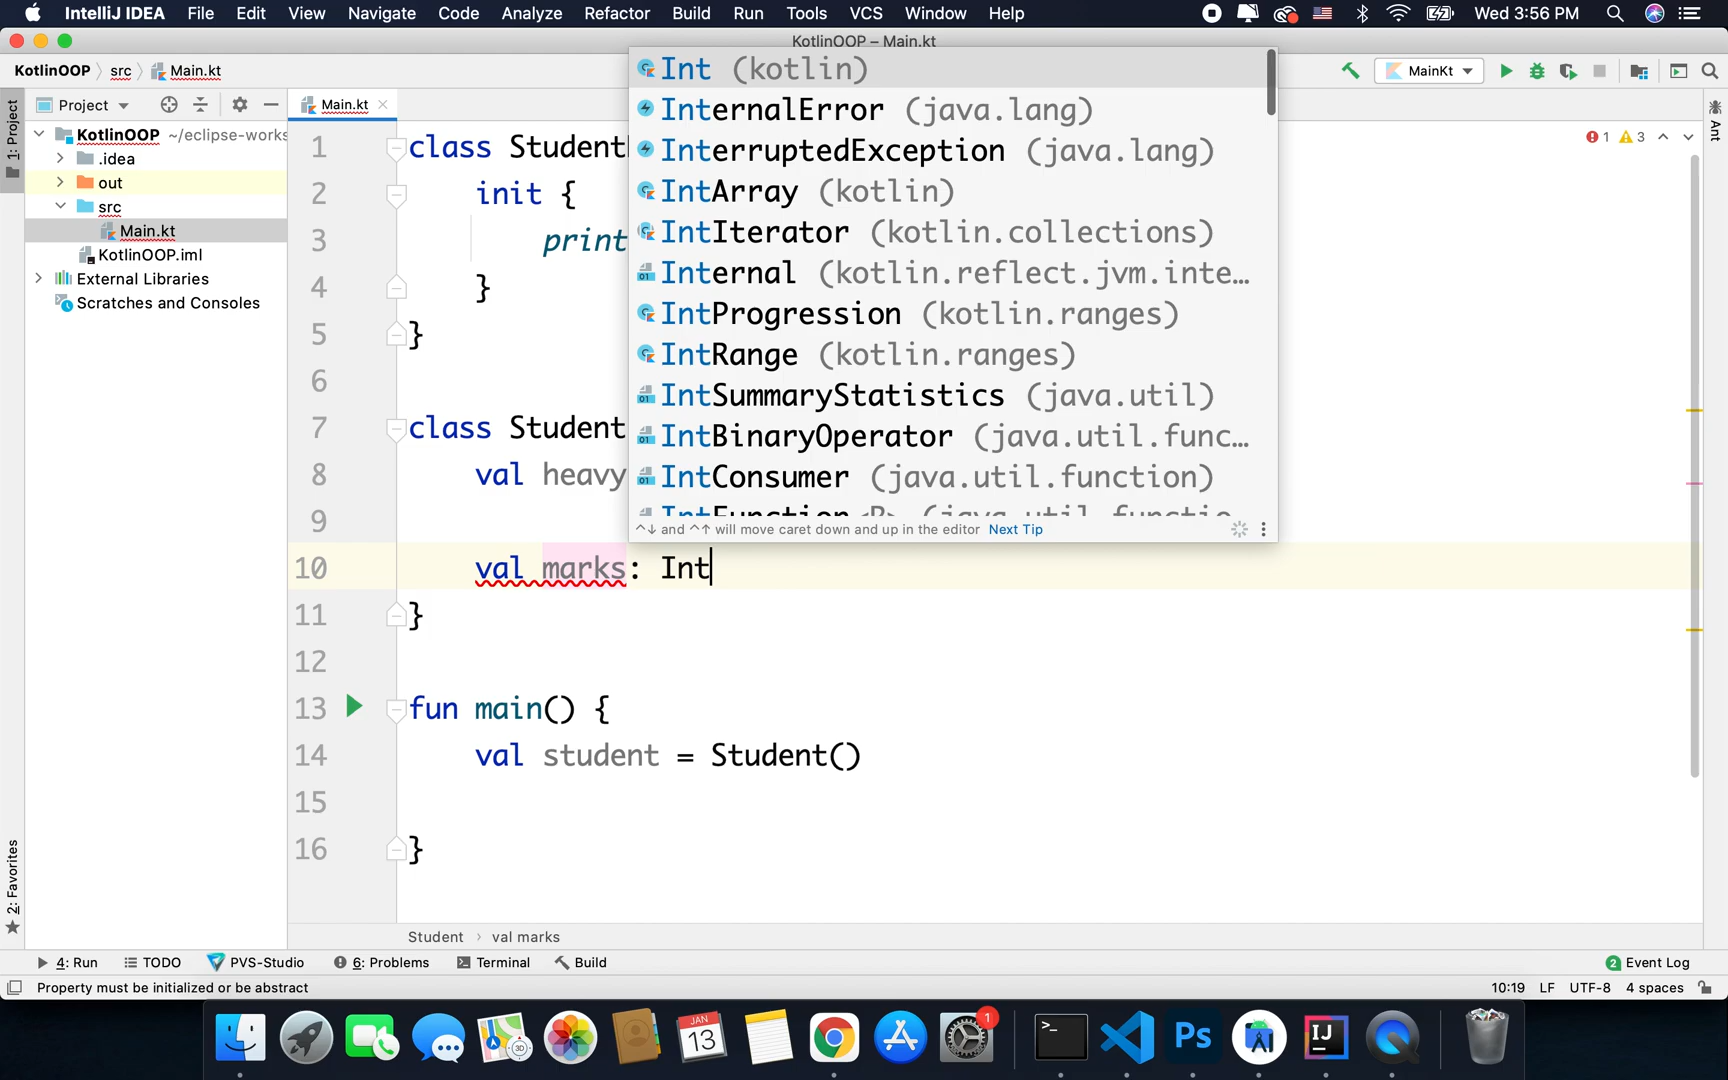 IntelliJ IDEA File Edit View Navigate Code Analyze Refactor Build Run Tools VCS Window Help Wed 3:56 PM
KotlinOOP – Main.kt
KotlinOOP src Main.kt MainKt
1: Project
Project
Main.kt
Ant
KotlinOOP ~/eclipse-works
.idea
out
src
Main.kt
KotlinOOP.iml
External Libraries
Scratches and Consoles
2: Favorites
1 3
1 class Student
2 init {
3 print
4 }
5 }
6
7 class Student
8 val heavy
9
10 val marks: Int
11 }
12
13 fun main() {
14 val student = Student()
15
16 }
Int (kotlin)
InternalError (java.lang)
InterruptedException (java.lang)
IntArray (kotlin)
IntIterator (kotlin.collections)
Internal (kotlin.reflect.jvm.inte…
IntProgression (kotlin.ranges)
IntRange (kotlin.ranges)
IntSummaryStatistics (java.util)
IntBinaryOperator (java.util.func…
IntConsumer (java.util.function)
^↓ and ^↑ will move caret down and up in the editor Next Tip
Student › val marks
4: Run TODO PVS-Studio 6: Problems Terminal Build 2 Event Log
Property must be initialized or be abstract 10:19 LF UTF-8 4 spaces
JAN
13
3D
1
>_
Ps
IJ